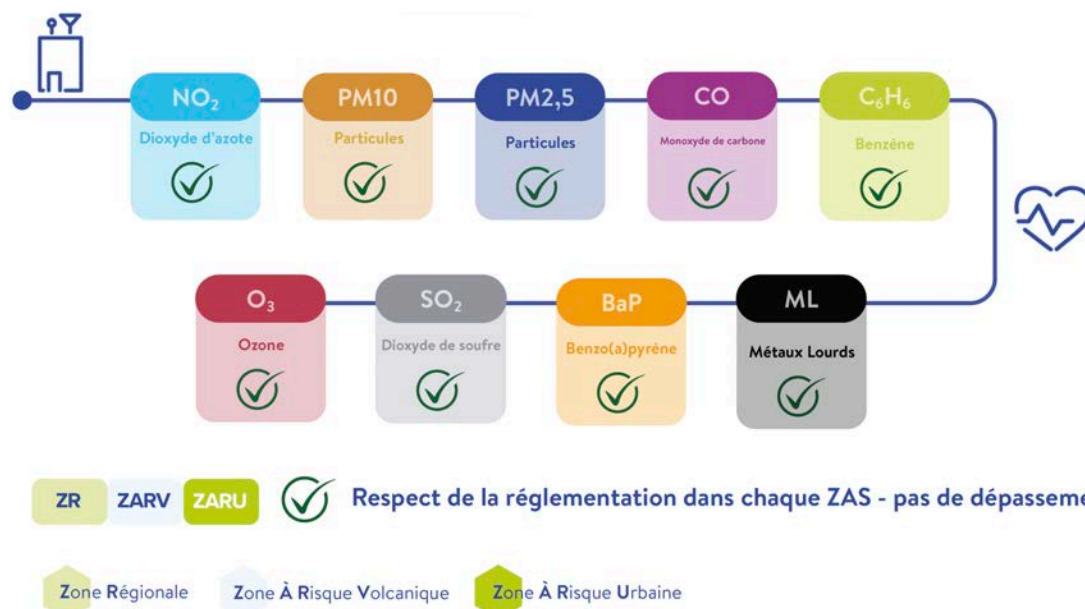 NO₂
Dioxyde d'azote
PM10
Particules
PM2,5
Particules
CO
Monoxyde de carbone
C₆H₆
Benzène
O₃
Ozone
SO₂
Dioxyde de soufre
BaP
Benzo(a)pyrène
ML
Métaux Lourds
ZR ZARV ZARU
Respect de la réglementation dans chaque ZAS - pas de dépasseme
Zone Régionale
Zone À Risque Volcanique
Zone À Risque Urbaine